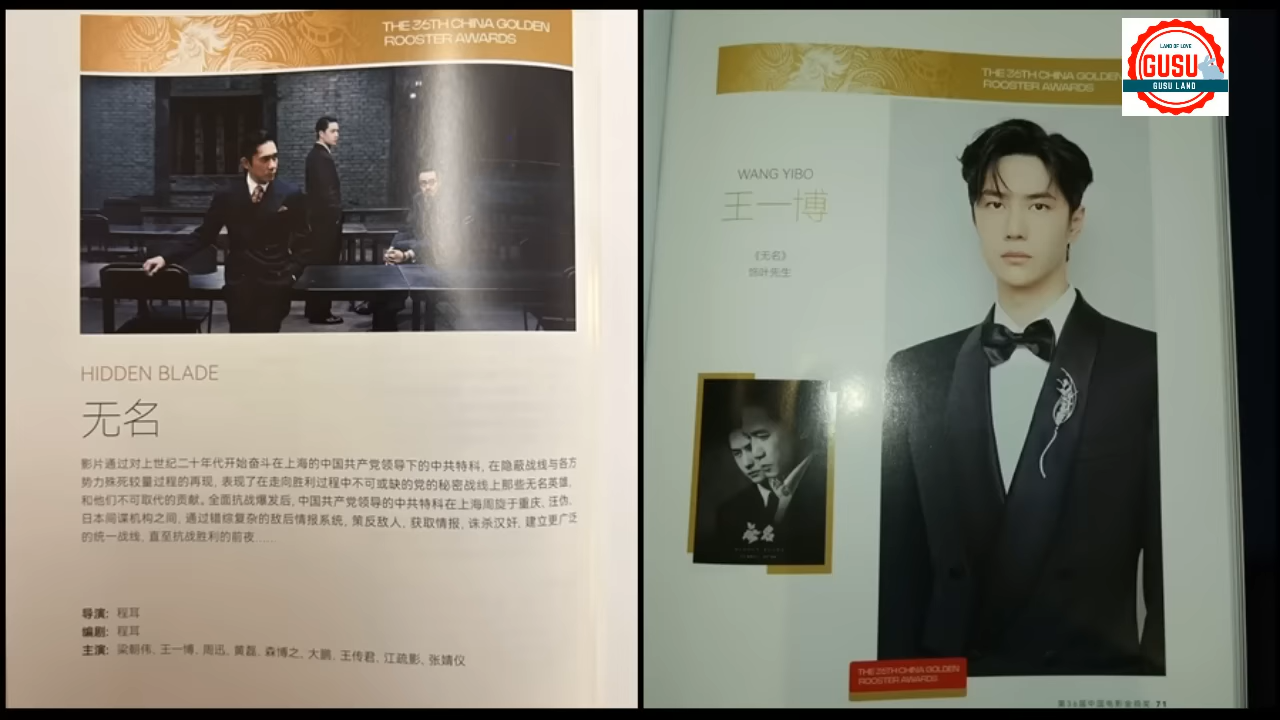 THE 36TH CHINA GOLDEN
ROOSTER AWARDS
HIDDEN BLADE
无名
影片通过对上世纪二十年代开始奋斗在上海的中国共产党领导下的中共特科, 在隐蔽战线与各方
势力殊死较量过程的再现, 表现了在走向胜利过程中不可或缺的党的秘密战线上那些无名英雄,
和他们不可取代的贡献。全面抗战爆发后, 中国共产党领导的中共特科在上海周旋于重庆、汪伪、
日本间谍机构之间, 通过错综复杂的敌后情报系统, 策反敌人, 获取情报, 诛杀汉奸, 建立更广泛
的统一战线, 直至抗战胜利的前夜……
导演: 程耳
编剧: 程耳
主演: 梁朝伟、王一博、周迅、黄磊、森博之、大鹏、王传君、江疏影、张婧仪
THE 36TH CHINA GOLDEN
ROOSTER AWARDS
LAND OF LOVE
GUSU
GUSU LAND
WANG YIBO
王一博
《无名》
饰叶先生
無名
THE 36TH CHINA GOLDEN
ROOSTER AWARDS
第36届中国电影金鸡奖 71